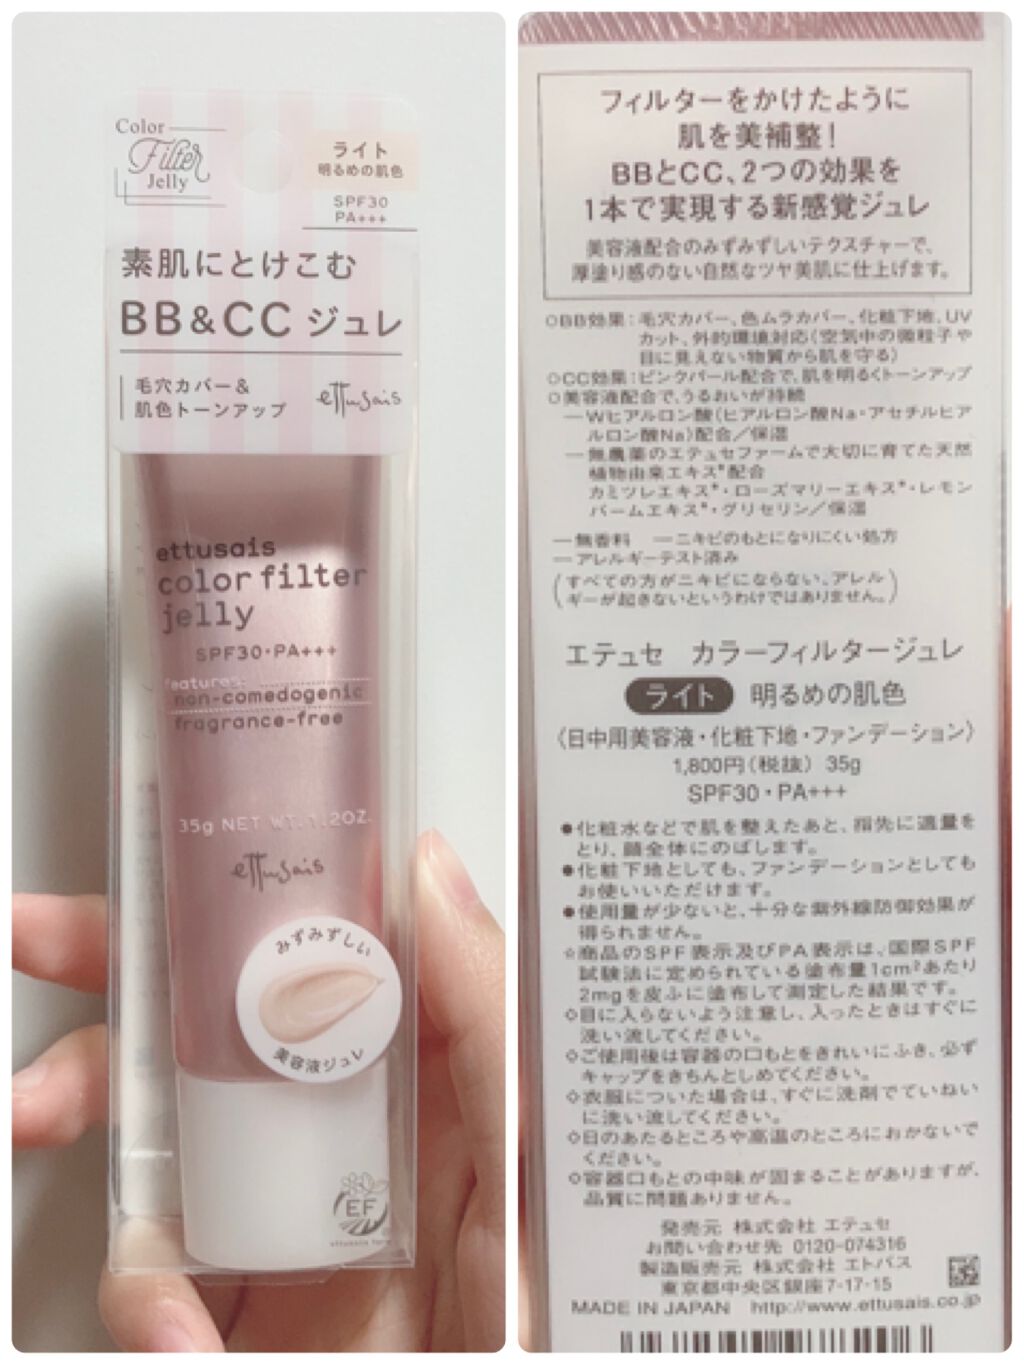 Color
Filter
Jelly
ライト
明るめの肌色
SPF30
PA+++
素肌にとけこむ
BB&CC ジュレ
毛穴カバー&
肌色トーンアップ
ettusais
ettusais
color filter
jelly
SPF30・PA+++
features:
non-comedogenic
fragrance-free
35g NET WT. 1.2OZ.
ettusais
みずみずしい
美容液ジュレ
EF
ettusais farm
フィルターをかけたように
肌を美補整!
BBとCC、2つの効果を
1本で実現する新感覚ジュレ
美容液配合のみずみずしいテクスチャーで、
厚塗り感のない自然なツヤ美肌に仕上げます。
○BB効果:毛穴カバー、色ムラカバー、化粧下地、UV
カット、外的環境対応(空気中の微粒子や
目に見えない物質から肌を守る)
○CC効果:ピンクパール配合で、肌を明るくトーンアップ
○美容液配合で、うるおいが持続
—Wヒアルロン酸(ヒアルロン酸Na・アセチルヒア
ルロン酸Na)配合/保湿
—無農薬のエテュセファームで大切に育てた天然
植物由来エキス*配合
カミツレエキス*・ローズマリーエキス*・レモン
バームエキス*・グリセリン/保湿
—無香料 —ニキビのもとになりにくい処方
—アレルギーテスト済み
(すべての方がニキビにならない、アレル
ギーが起きないというわけではありません。)
エテュセ カラーフィルタージュレ
ライト 明るめの肌色
〈日中用美容液・化粧下地・ファンデーション〉
1,800円(税抜) 35g
SPF30・PA+++
●化粧水などで肌を整えたあと、指先に適量を
とり、顔全体にのばします。
●化粧下地としても、ファンデーションとしても
お使いいただけます。
●使用量が少ないと、十分な紫外線防御効果が
得られません。
☆商品のSPF表示及びPA表示は、国際SPF
試験法に定められている塗布量1cm²あたり
2mgを皮ふに塗布して測定した結果です。
◇目に入らないよう注意し、入ったときはすぐに
洗い流してください。
◇ご使用後は容器の口もとをきれいにふき、必ず
キャップをきちんとしめてください。
◇衣服についた場合は、すぐに洗剤でていねい
に洗い流してください。
◇日のあたるところや高温のところにおかないで
ください。
◇容器口もとの中味が固まることがありますが、
品質に問題ありません。
発売元 株式会社 エテュセ
お問い合わせ先 0120-074316
製造販売元 株式会社 エトバス
東京都中央区銀座7-17-15
MADE IN JAPAN http://www.ettusais.co.jp